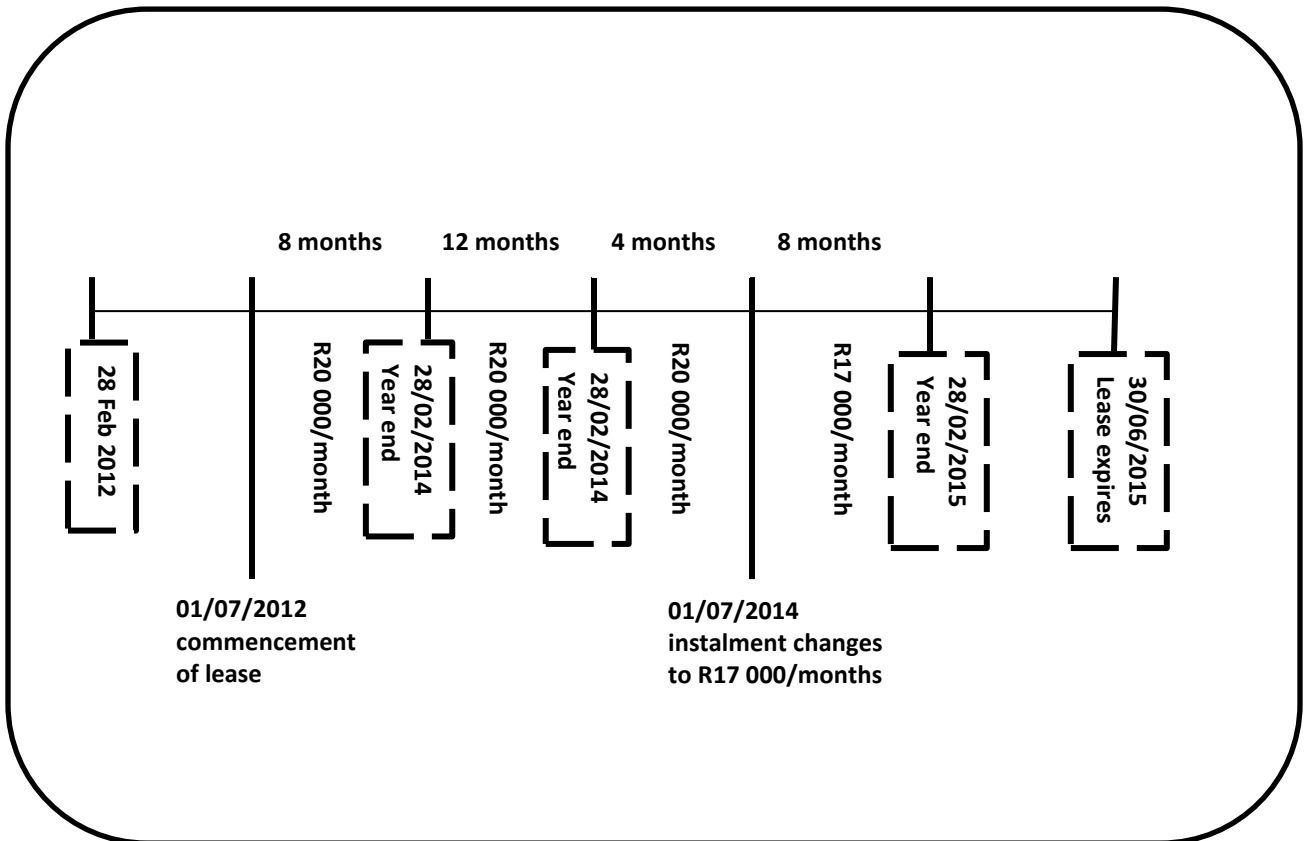 8 months
12 months
4 months
8 months
28 Feb 2012
R20 000/month
28/02/2014
Year end
R20 000/month
28/02/2014
Year end
R20 000/month
R17 000/month
28/02/2015
Year end
30/06/2015
Lease expires
01/07/2012
commencement
of lease
01/07/2014
instalment changes
to R17 000/months